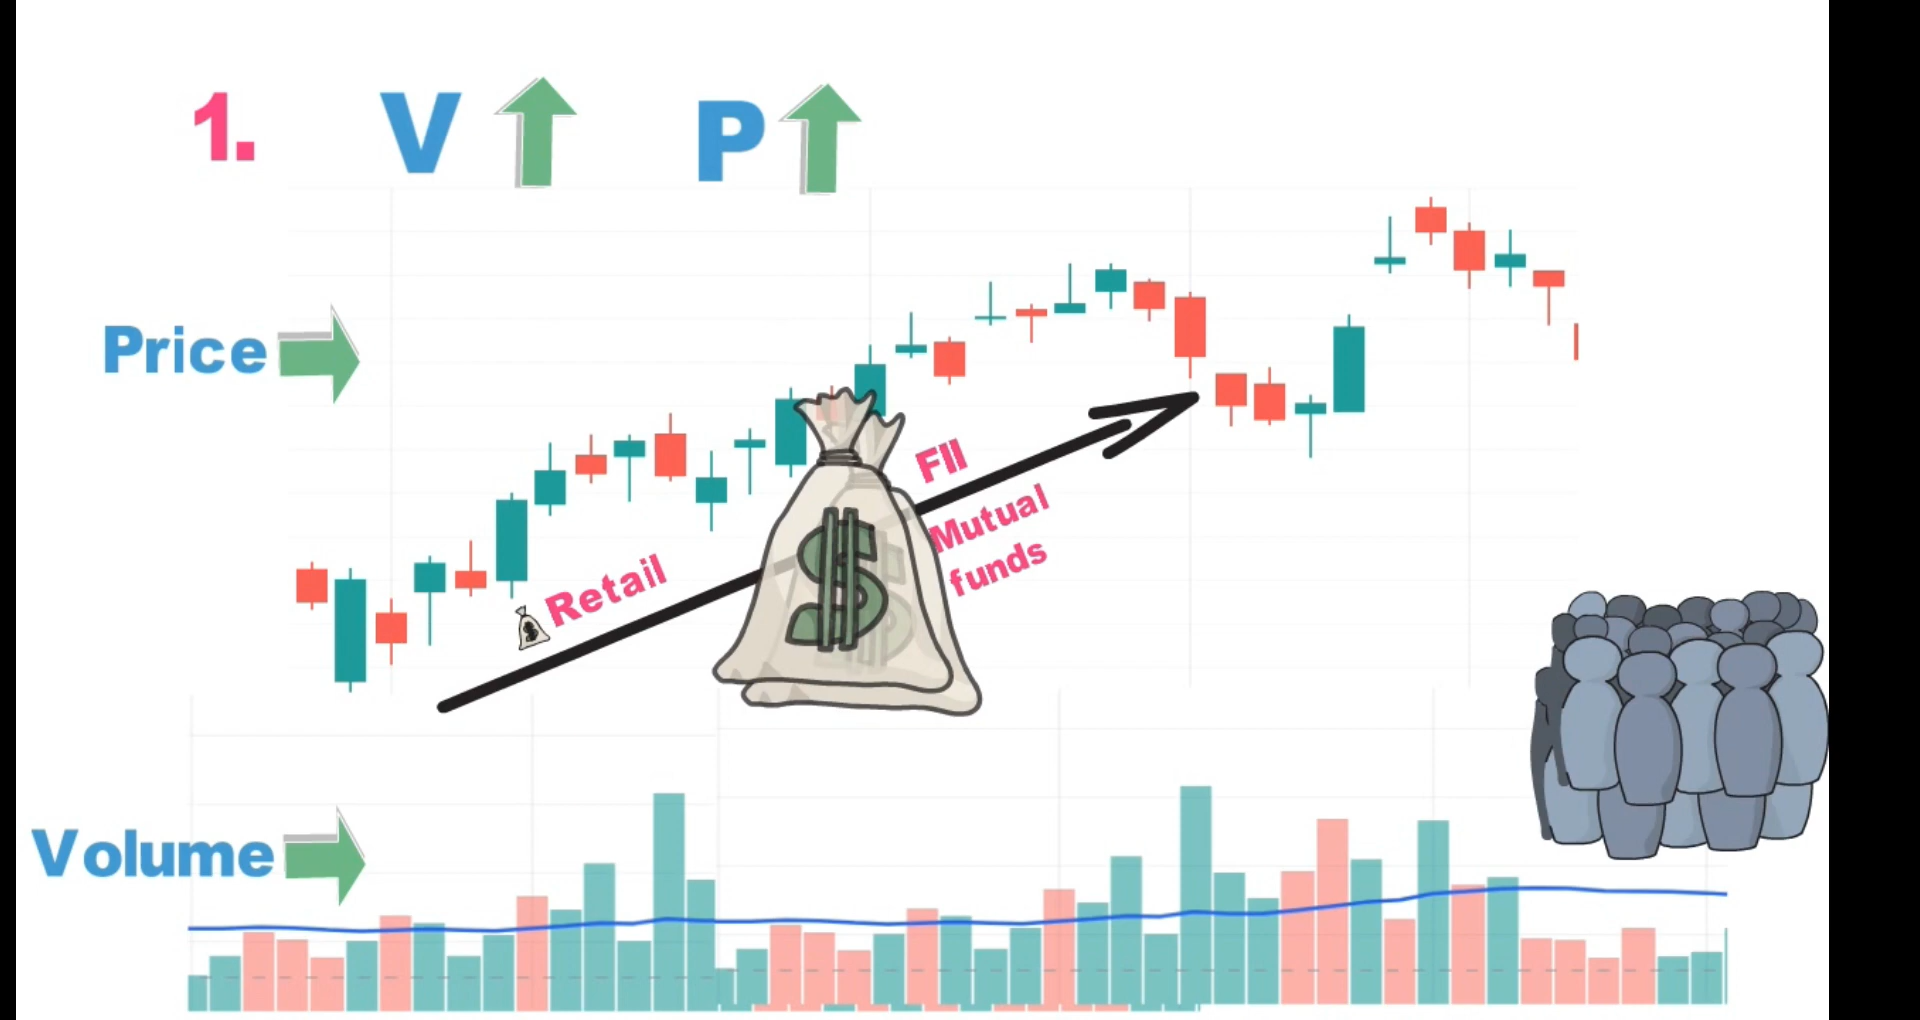 1. V P
Price
FII
Mutual
funds
Retail
Volume